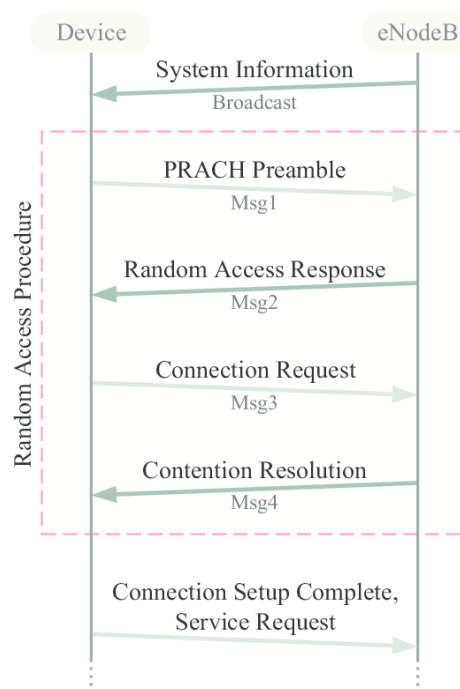 Device
eNodeB
System Information
Broadcast
PRACH Preamble
Msg1
Random Access Response
Msg2
Connection Request
Msg3
Contention Resolution
Msg4
Random Access Procedure
Connection Setup Complete,
Service Request